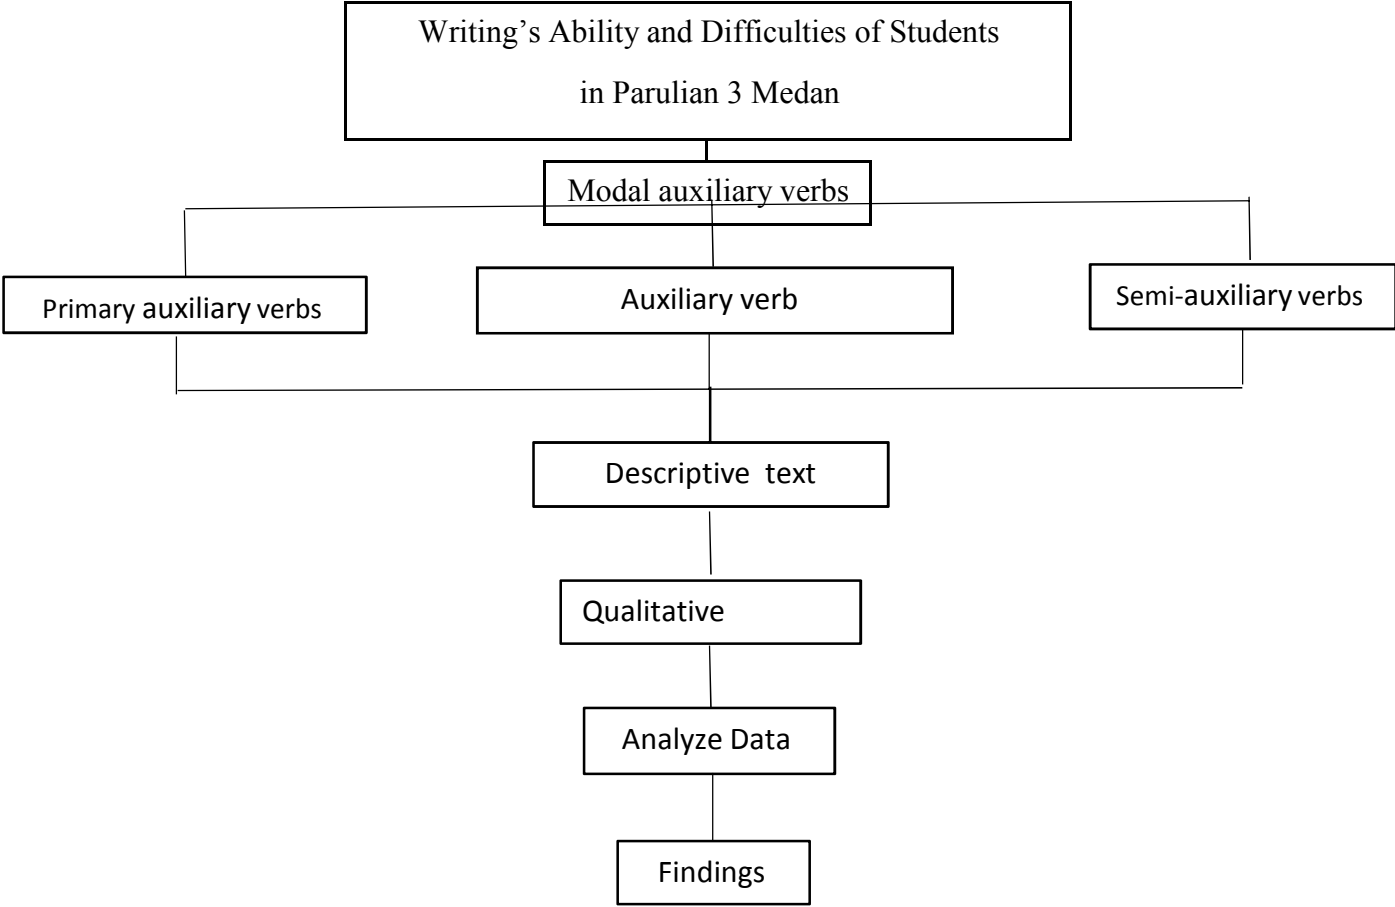 Writing’s Ability and Difficulties of Students
in Parulian 3 Medan
Modal auxiliary verbs
Primary auxiliary verbs
Auxiliary verb
Semi-auxiliary verbs
Descriptive  text
Qualitative
Analyze Data
Findings